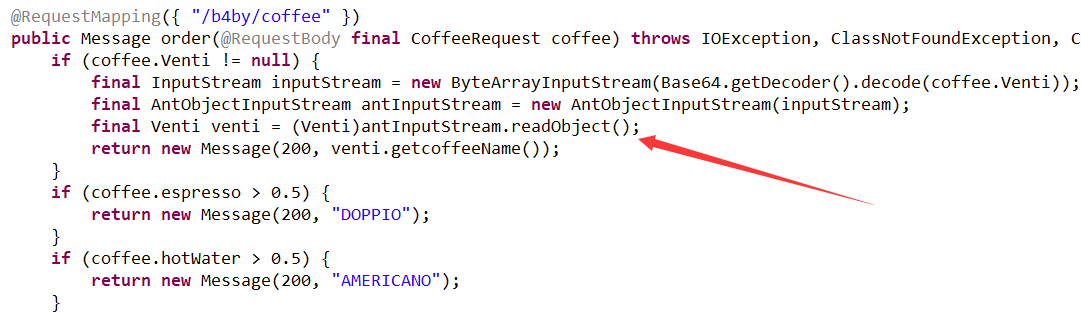 @RequestMapping({ "/b4by/coffee" })
public Message order(@RequestBody final CoffeeRequest coffee) throws IOException, ClassNotFoundException, C
if (coffee.Venti != null) {
final InputStream inputStream = new ByteArrayInputStream(Base64.getDecoder().decode(coffee.Venti));
final AntObjectInputStream antInputStream = new AntObjectInputStream(inputStream);
final Venti venti = (Venti)antInputStream.readObject();
return new Message(200, venti.getcoffeeName());
}
if (coffee.espresso > 0.5) {
return new Message(200, "DOPPIO");
}
if (coffee.hotWater > 0.5) {
return new Message(200, "AMERICANO");
}